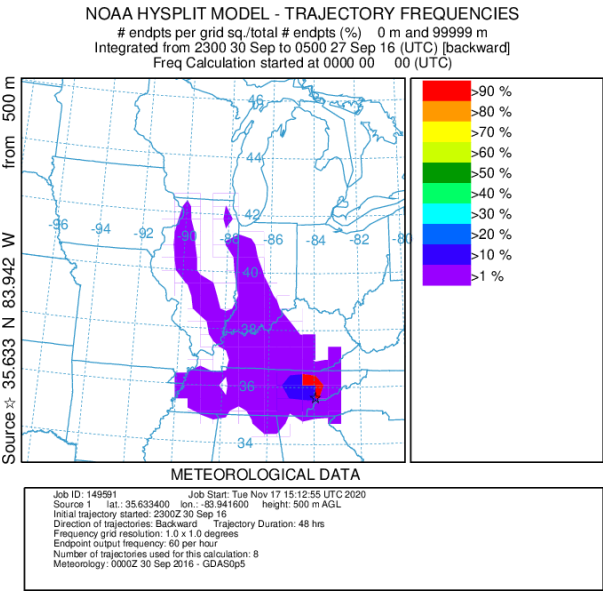 NOAA HYSPLIT MODEL - TRAJECTORY FREQUENCIES
# endpts per grid sq./total # endpts (%) 0 m and 99999 m
Integrated from 2300 30 Sep to 0500 27 Sep 16 (UTC) [backward]
Freq Calculation started at 0000 00 00 (UTC)
Source ☆ 35.633 N 83.942 W from 500 m
46
44
-96
-94
-92
-90
-88
42
-86
-84
-82
-80
40
38
36
34
>90 %
>80 %
>70 %
>60 %
>50 %
>40 %
>30 %
>20 %
>10 %
>1 %
METEOROLOGICAL DATA
Job ID: 149591 Job Start: Tue Nov 17 15:12:55 UTC 2020
Source 1 lat.: 35.633400 lon.: -83.941600 height: 500 m AGL
Initial trajectory started: 2300Z 30 Sep 16
Direction of trajectories: Backward Trajectory Duration: 48 hrs
Frequency grid resolution: 1.0 x 1.0 degrees
Endpoint output frequency: 60 per hour
Number of trajectories used for this calculation: 8
Meteorology: 0000Z 30 Sep 2016 - GDAS0p5